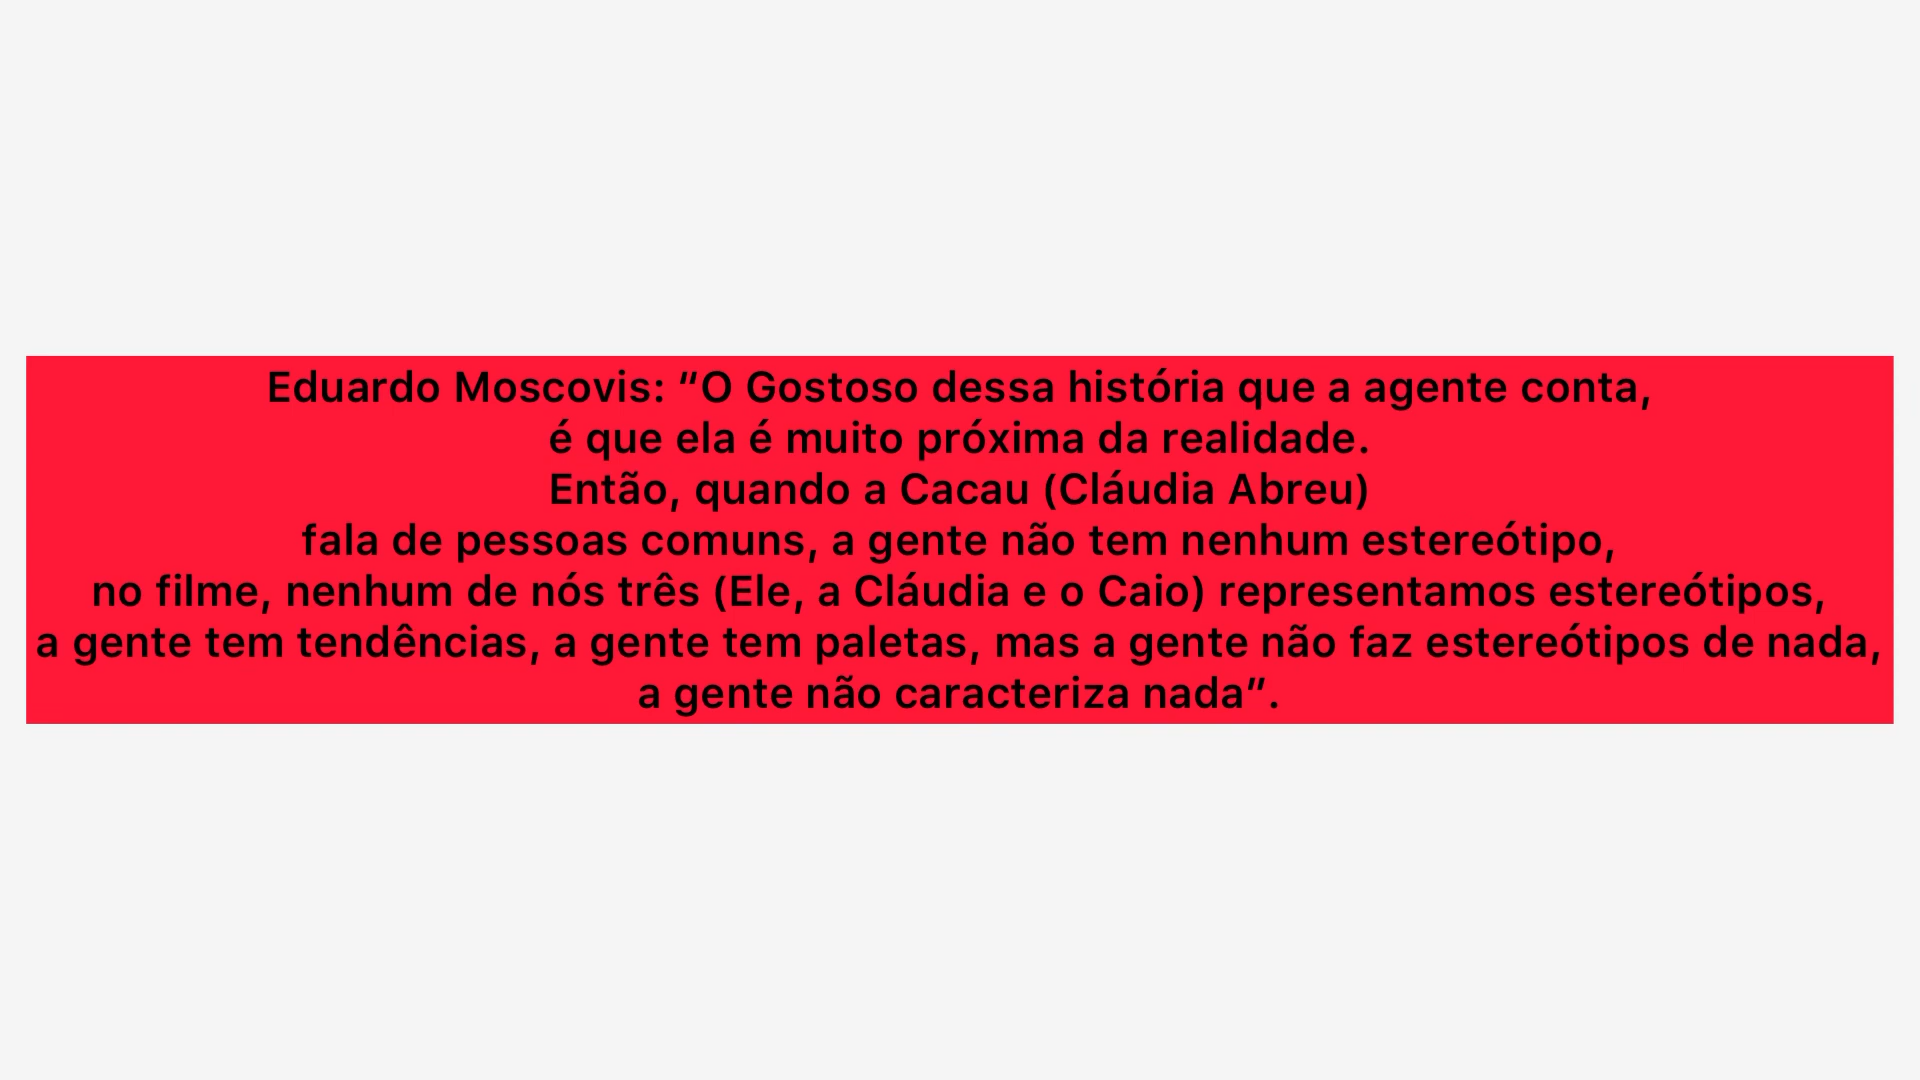 Eduardo Moscovis: “O Gostoso dessa história que a agente conta,
é que ela é muito próxima da realidade.
Então, quando a Cacau (Cláudia Abreu)
fala de pessoas comuns, a gente não tem nenhum estereótipo,
no filme, nenhum de nós três (Ele, a Cláudia e o Caio) representamos estereótipos,
a gente tem tendências, a gente tem paletas, mas a gente não faz estereótipos de nada,
a gente não caracteriza nada”.